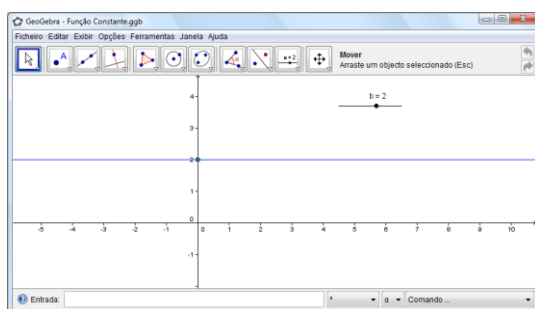 GeoGebra - Função Constante.ggb
Ficheiro Editar Exibir Opções Ferramentas Janela Ajuda
A
a=2
Mover
Arraste um objecto seleccionado (Esc)
b = 2
4
3
2
1
0
-1
-5 -4 -3 -2 -1 0 1 2 3 4 5 6 7 8 9 10
Entrada:
α
Comando ...